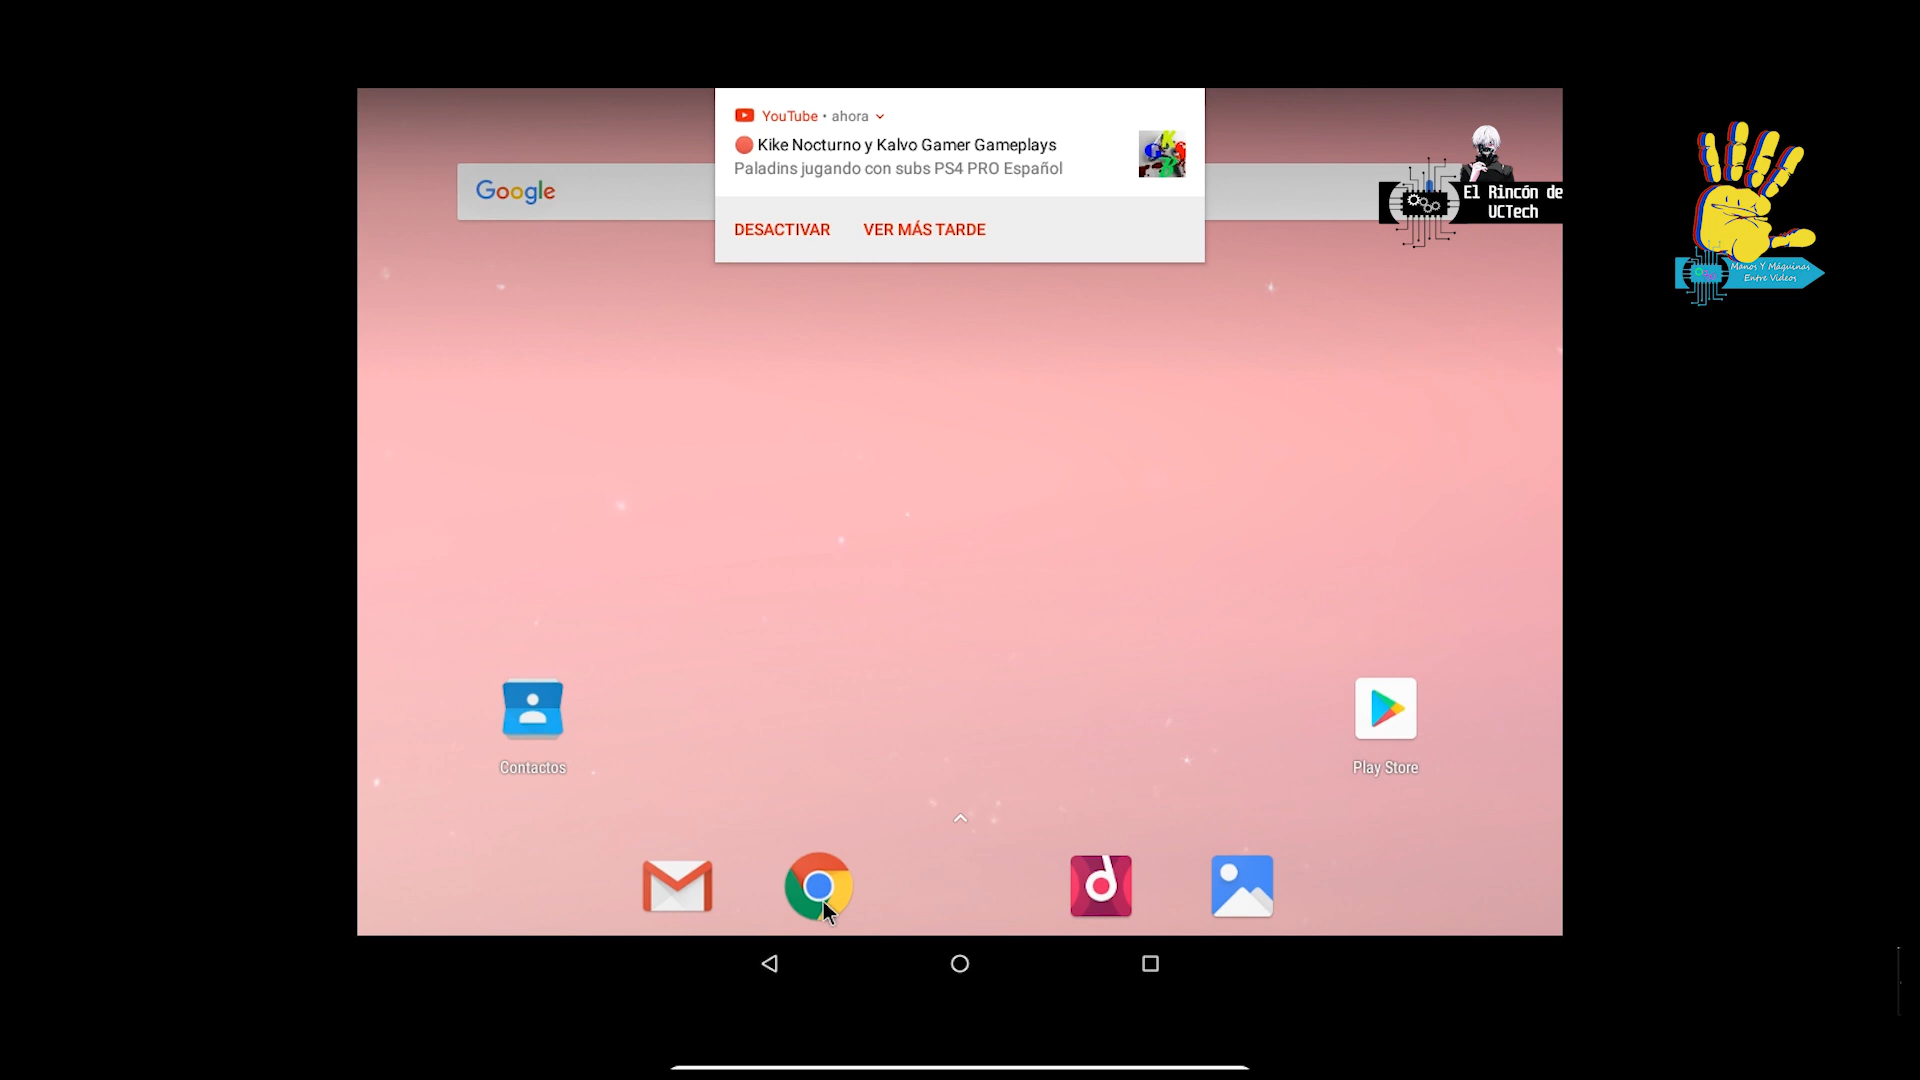 YouTube • ahora
Kike Nocturno y Kalvo Gamer Gameplays
Paladins jugando con subs PS4 PRO Español
Google
DESACTIVAR
VER MÁS TARDE
El Rincón de
UCTech
Manos Y Máquinas
Entre Videos
Contactos
Play Store